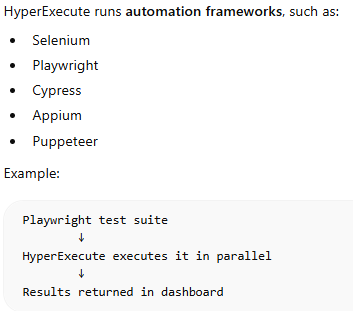 HyperExecute runs automation frameworks, such as:
• Selenium
• Playwright
• Cypress
• Appium
• Puppeteer
Example:
Playwright test suite
↓
HyperExecute executes it in parallel
↓
Results returned in dashboard